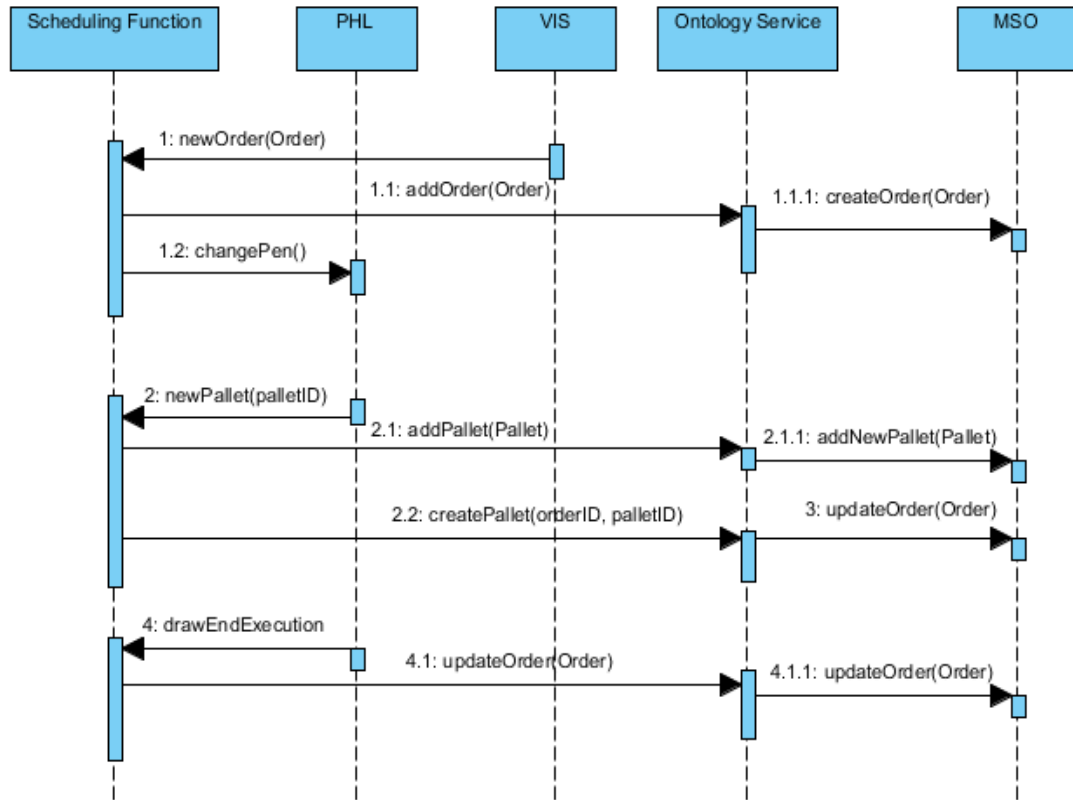 Scheduling Function
PHL
VIS
Ontology Service
MSO
1: newOrder(Order)
1.1: addOrder(Order)
1.1.1: createOrder(Order)
1.2: changePen()
2: newPallet(palletID)
2.1: addPallet(Pallet)
2.1.1: addNewPallet(Pallet)
2.2: createPallet(orderID, palletID)
3: updateOrder(Order)
4: drawEndExecution
4.1: updateOrder(Order)
4.1.1: updateOrder(Order)